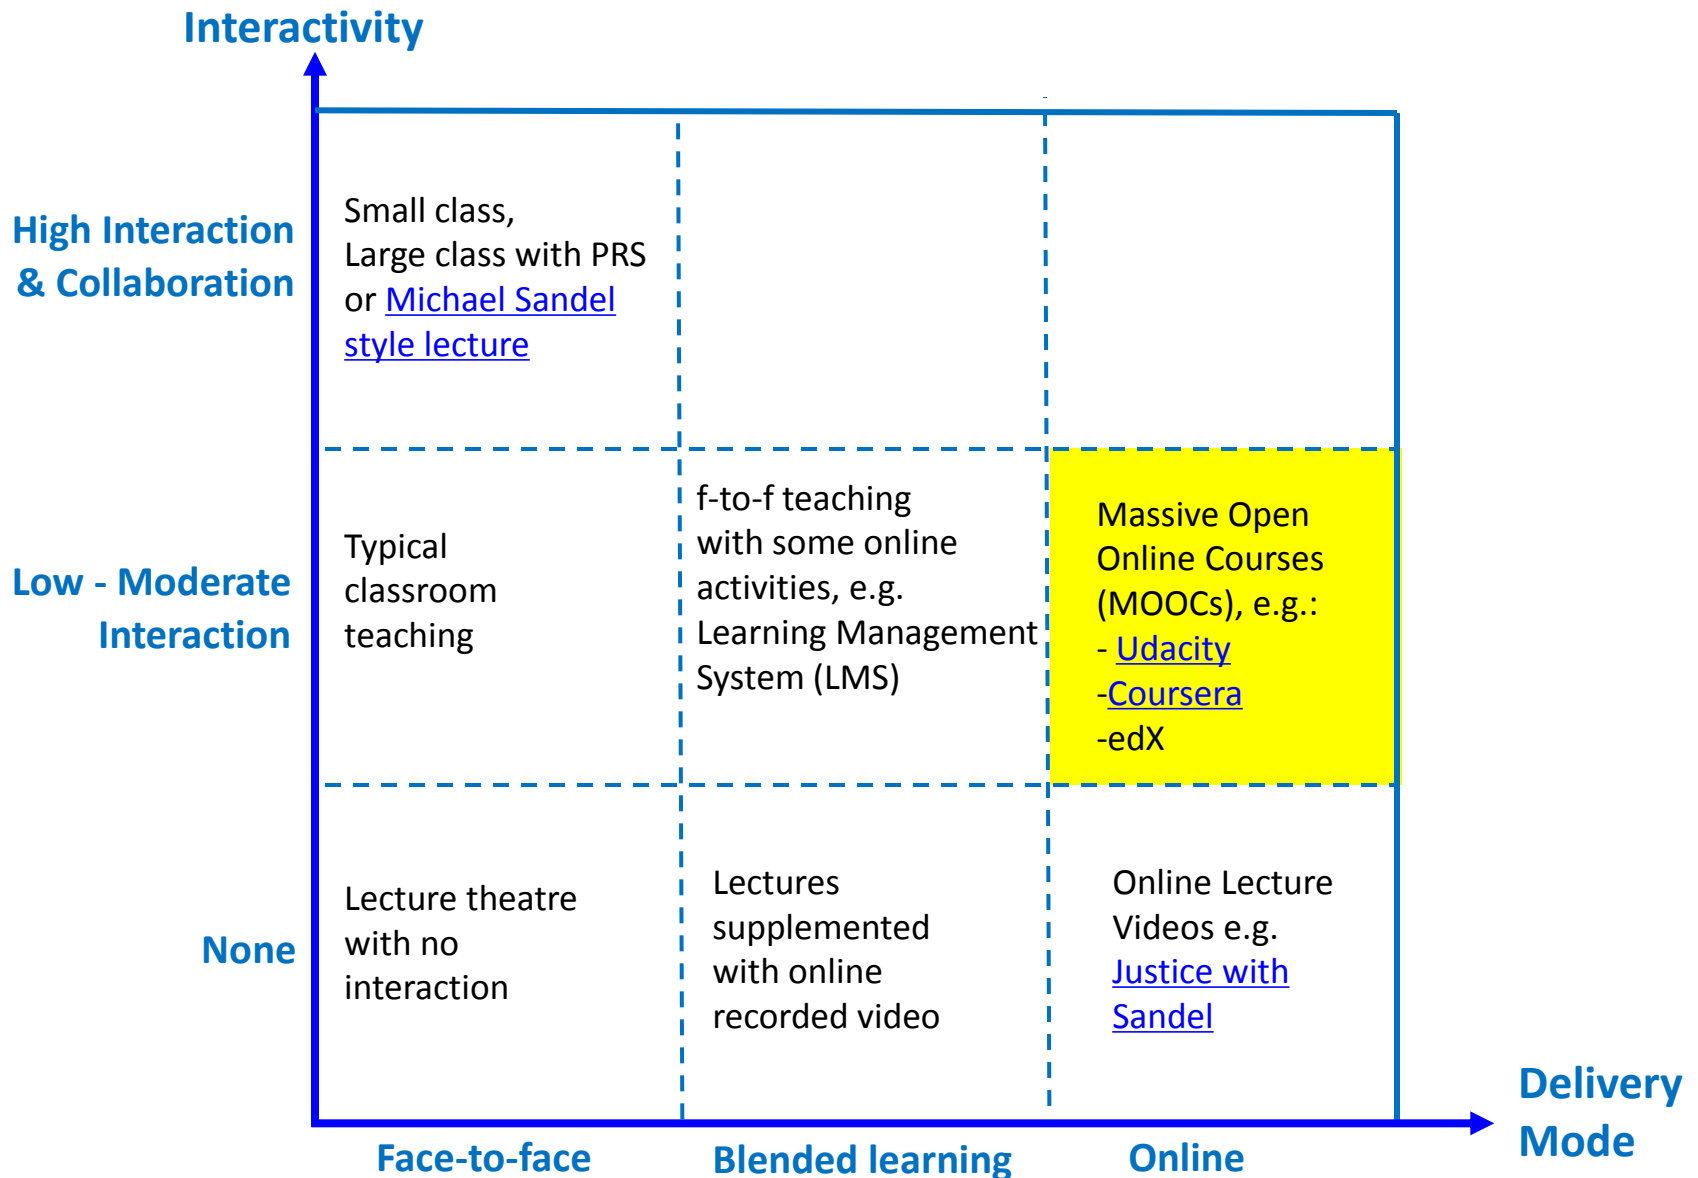 Interactivity
High Interaction
& Collaboration
Small class,
Large class with PRS
or Michael Sandel
style lecture
Low - Moderate
Interaction
Typical
classroom
teaching
f-to-f teaching
with some online
activities, e.g.
Learning Management
System (LMS)
Massive Open
Online Courses
(MOOCs), e.g.:
- Udacity
-Coursera
-edX
None
Lecture theatre
with no
interaction
Lectures
supplemented
with online
recorded video
Online Lecture
Videos e.g.
Justice with
Sandel
Delivery
Mode
Face-to-face
Blended learning
Online